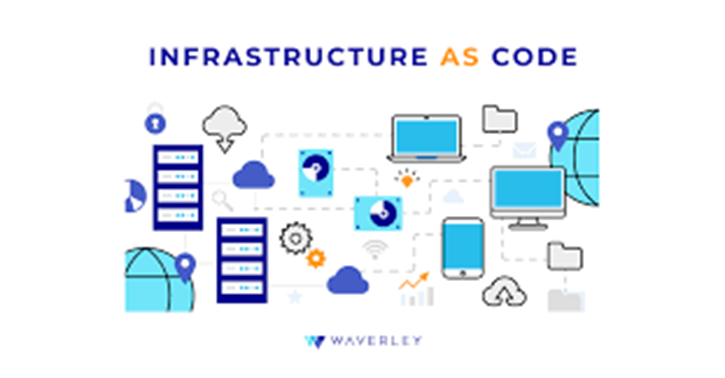 INFRASTRUCTURE AS CODE
WAVERLEY